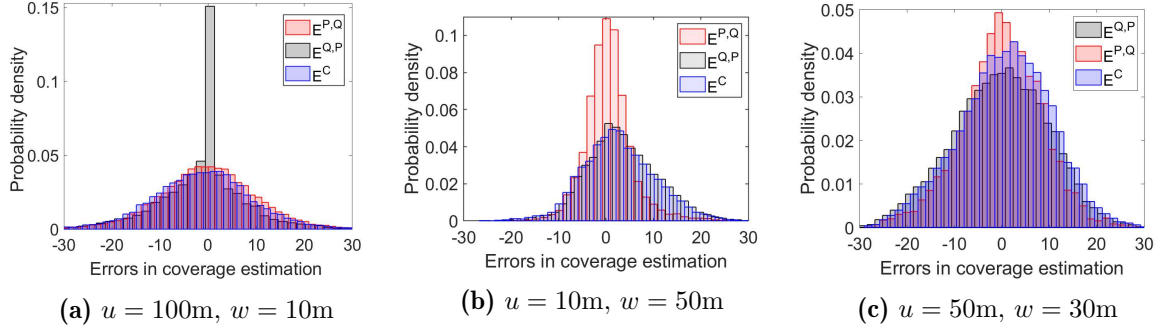 0.15
0.1
0.05
0
Probability density
E^{P,Q}
E^{Q,P}
E^C
-30 -20 -10 0 10 20 30
Errors in coverage estimation
(a) u = 100m, w = 10m
0.1
0.08
0.06
0.04
0.02
0
Probability density
E^{P,Q}
E^{Q,P}
E^C
-30 -20 -10 0 10 20 30
Errors in coverage estimation
(b) u = 10m, w = 50m
0.05
0.04
0.03
0.02
0.01
0
Probability density
E^{Q,P}
E^{P,Q}
E^C
-30 -20 -10 0 10 20 30
Errors in coverage estimation
(c) u = 50m, w = 30m